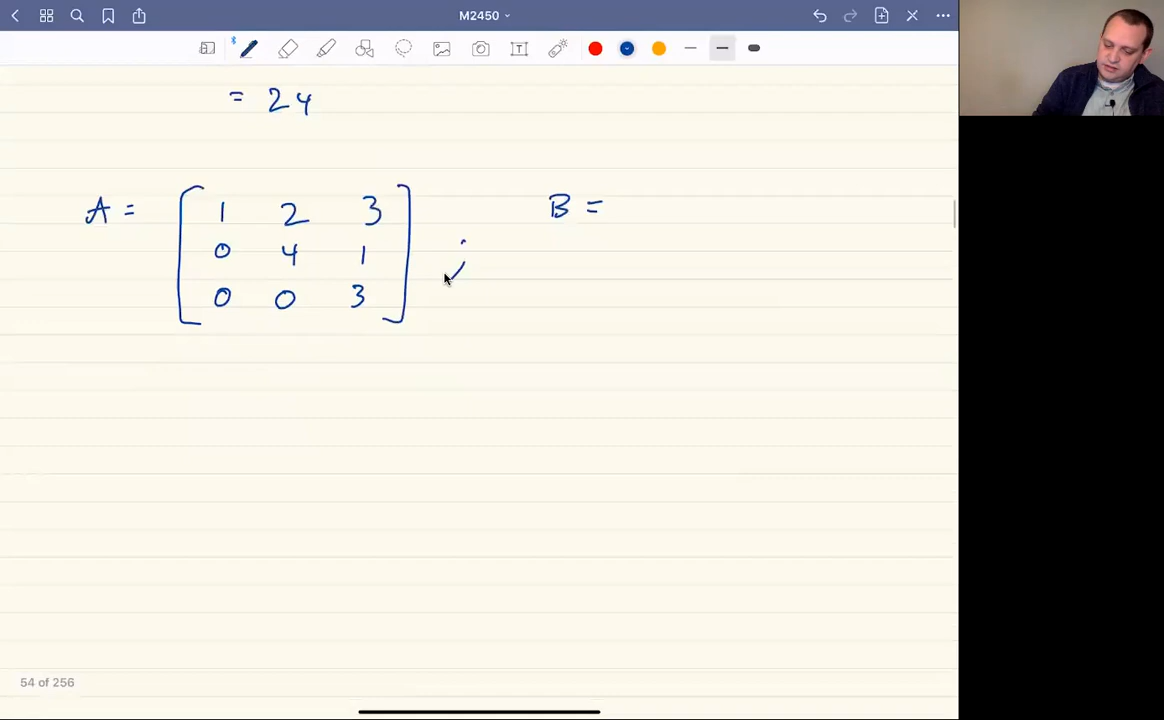 M2450
= 24
A = [ 1 2 3 ; B =
0 4 1
0 0 3 ]
54 of 256